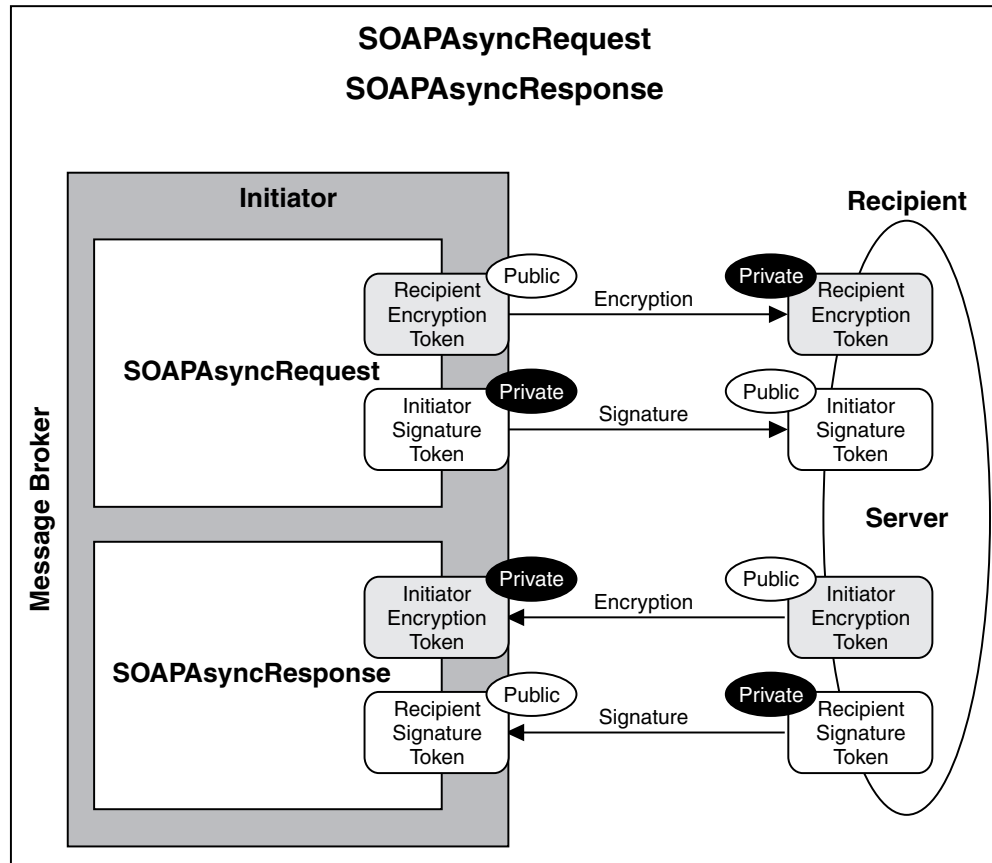 SOAPAsyncRequest
SOAPAsyncResponse
Initiator
Recipient
Message Broker
SOAPAsyncRequest
Public
Recipient
Encryption
Token
Encryption
Private
Recipient
Encryption
Token
Private
Initiator
Signature
Token
Signature
Public
Initiator
Signature
Token
Server
SOAPAsyncResponse
Private
Initiator
Encryption
Token
Encryption
Public
Initiator
Encryption
Token
Public
Recipient
Signature
Token
Signature
Private
Recipient
Signature
Token